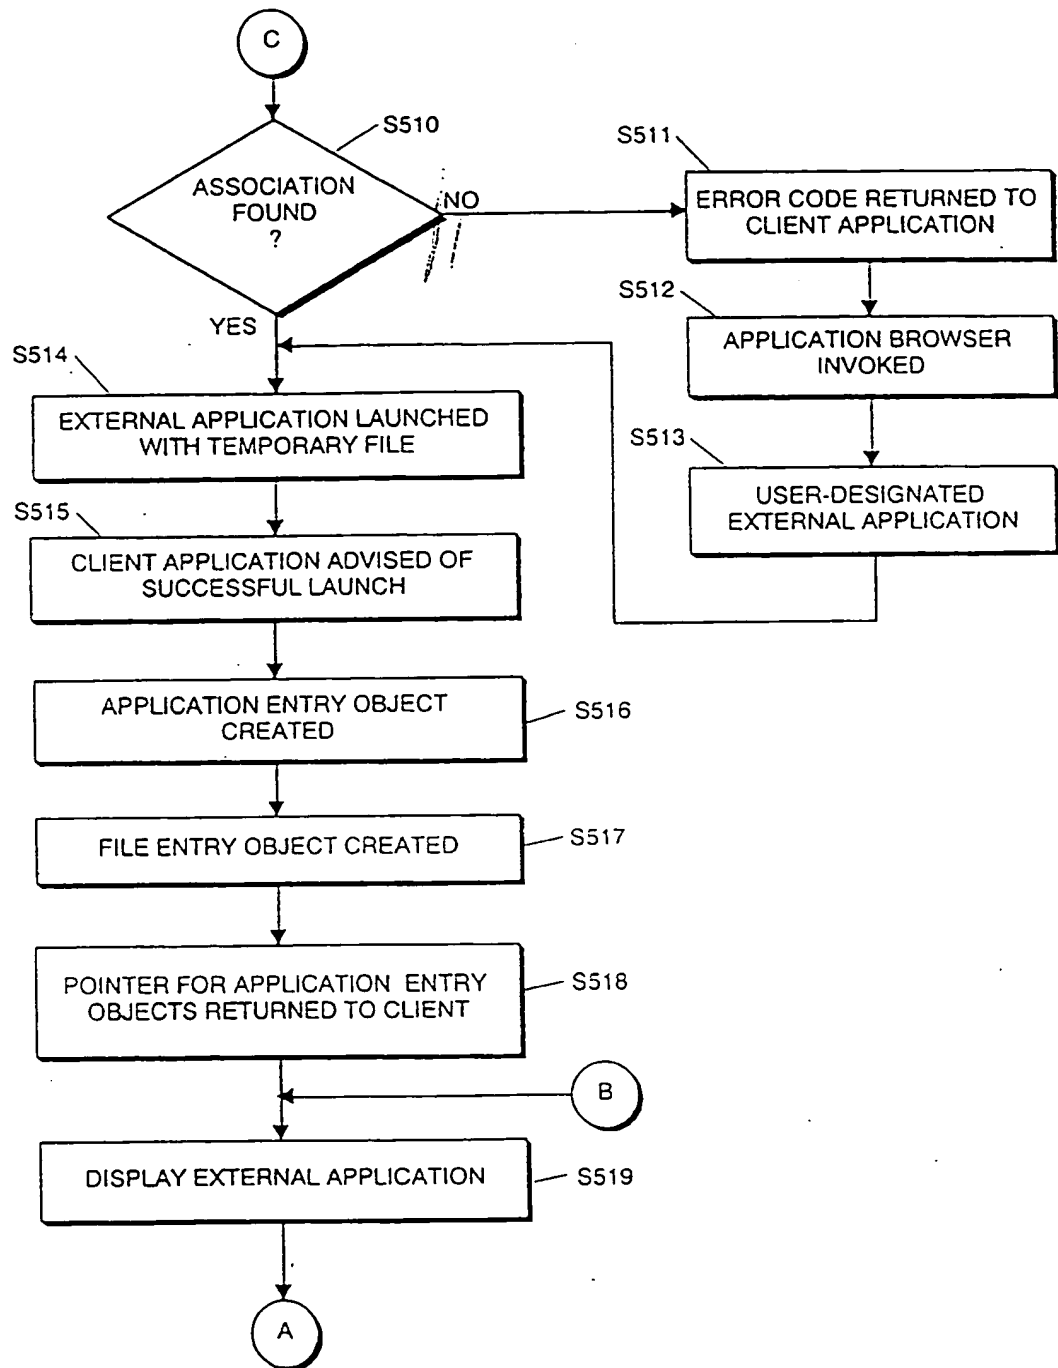 C
S510
ASSOCIATION
FOUND
?
NO
YES
S511
ERROR CODE RETURNED TO
CLIENT APPLICATION
S512
APPLICATION BROWSER
INVOKED
S513
USER-DESIGNATED
EXTERNAL APPLICATION
S514
EXTERNAL APPLICATION LAUNCHED
WITH TEMPORARY FILE
S515
CLIENT APPLICATION ADVISED OF
SUCCESSFUL LAUNCH
APPLICATION ENTRY OBJECT
CREATED
S516
FILE ENTRY OBJECT CREATED
S517
POINTER FOR APPLICATION ENTRY
OBJECTS RETURNED TO CLIENT
S518
B
DISPLAY EXTERNAL APPLICATION
S519
A